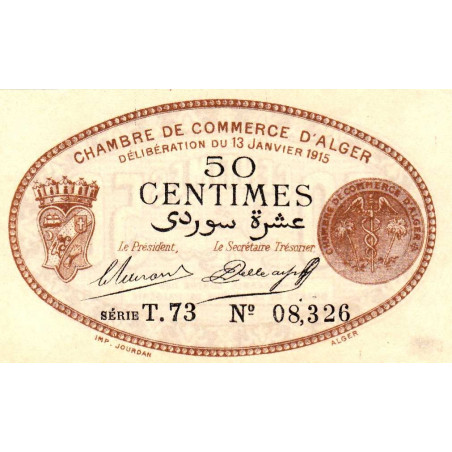 CHAMBRE DE COMMERCE D'ALGER
DÉLIBÉRATION DU 13 JANVIER 1915
50
CENTIMES
عشرة سوردي
CHAMBRE DE COMMERCE D'ALGER
Le Président, Le Secrétaire Trésorier
SÉRIE T.73 Nº 08,326
IMP. JOURDAN ALGER